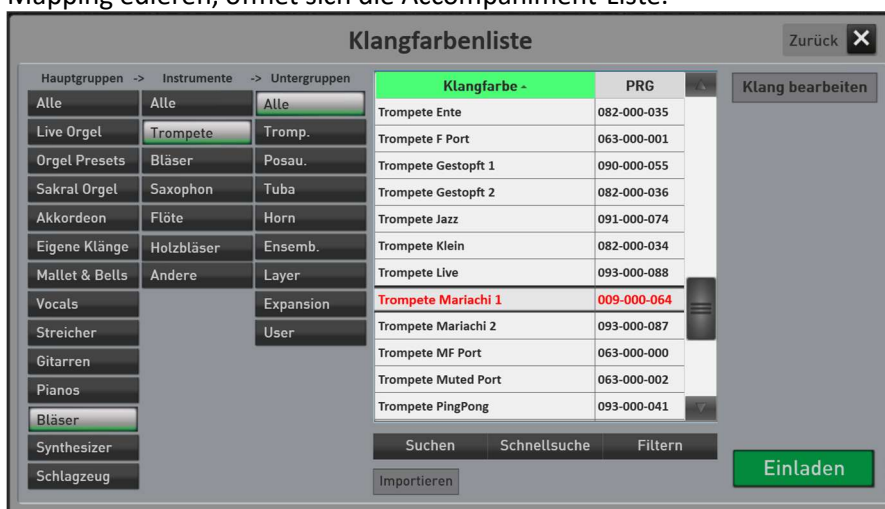 Mapping edieren, öffnet sich die Accompaniment-Liste:
Klangfarbenliste
Zurück X
Hauptgruppen -> Instrumente -> Untergruppen
Alle
Live Orgel
Orgel Presets
Sakral Orgel
Akkordeon
Eigene Klänge
Mallet & Bells
Vocals
Streicher
Gitarren
Pianos
Bläser
Synthesizer
Schlagzeug
Alle
Trompete
Bläser
Saxophon
Flöte
Holzbläser
Andere
Alle
Tromp.
Posau.
Tuba
Horn
Ensemb.
Layer
Expansion
User
Klangfarbe PRG
Trompete Ente 082-000-035
Trompete F Port 063-000-001
Trompete Gestopft 1 090-000-055
Trompete Gestopft 2 082-000-036
Trompete Jazz 091-000-074
Trompete Klein 082-000-034
Trompete Live 093-000-088
Trompete Mariachi 1 009-000-064
Trompete Mariachi 2 093-000-087
Trompete MF Port 063-000-000
Trompete Muted Port 063-000-002
Trompete PingPong 093-000-041
Suchen Schnellsuche Filtern
Importieren
Klang bearbeiten
Einladen